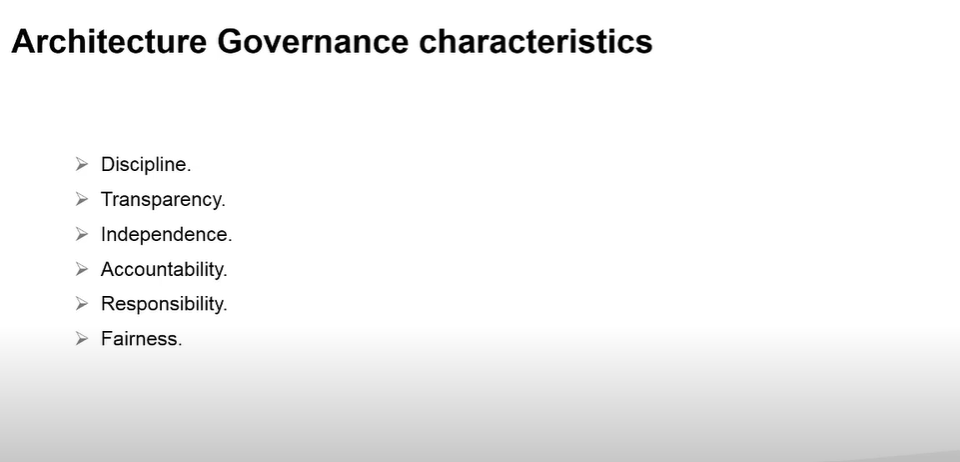 Architecture Governance characteristics
Discipline.
Transparency.
Independence.
Accountability.
Responsibility.
Fairness.